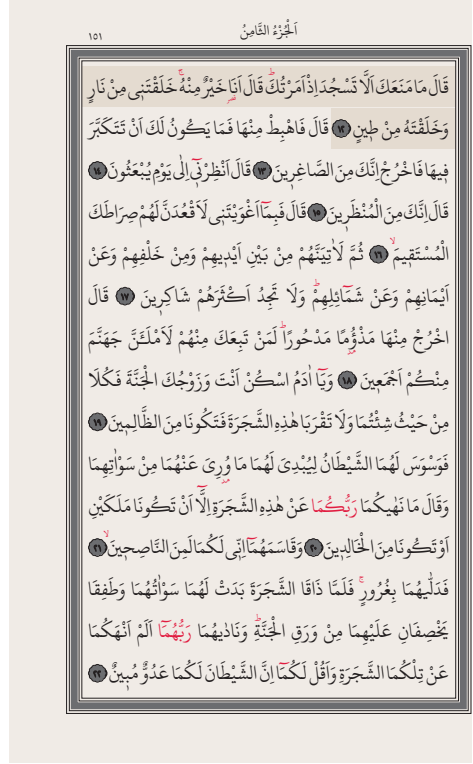 اَلْجُزْءُ الثَّامِنُ
١٥١
قَالَ مَا مَنَعَكَ اَلَّا تَسْجُدَ اِذْ اَمَرْتُكَۜ قَالَ اَنَا۬ خَيْرٌ مِنْهُۚ خَلَقْتَن۪ي مِنْ نَارٍ
وَخَلَقْتَهُ مِنْ ط۪ينٍ ﴿١٢﴾ قَالَ فَاهْبِطْ مِنْهَا فَمَا يَكُونُ لَكَ اَنْ تَتَكَبَّرَ
ف۪يهَا فَاخْرُجْ اِنَّكَ مِنَ الصَّاغِر۪ينَ ﴿١٣﴾ قَالَ اَنْظِرْن۪ٓي اِلٰى يَوْمِ يُبْعَثُونَ ﴿١٤﴾
قَالَ اِنَّكَ مِنَ الْمُنْظَر۪ينَ ﴿١٥﴾ قَالَ فَبِمَٓا اَغْوَيْتَن۪ي لَاَقْعُدَنَّ لَهُمْ صِرَاطَكَ
الْمُسْتَق۪يمَۙ ﴿١٦﴾ ثُمَّ لَاٰتِيَنَّهُمْ مِنْ بَيْنِ اَيْد۪يهِمْ وَمِنْ خَلْفِهِمْ وَعَنْ
اَيْمَانِهِمْ وَعَنْ شَمَٓائِلِهِمْۜ وَلَا تَجِدُ اَكْثَرَهُمْ شَاكِر۪ينَ ﴿١٧﴾ قَالَ
اخْرُجْ مِنْهَا مَذْؤُ۫مًا مَدْحُورًاۜ لَمَنْ تَبِعَكَ مِنْهُمْ لَاَمْلَـَٔنَّ جَهَنَّمَ
مِنْكُمْ اَجْمَع۪ينَ ﴿١٨﴾ وَيَٓا اٰدَمُ اسْكُنْ اَنْتَ وَزَوْجُكَ الْجَنَّةَ فَكُلَا
مِنْ حَيْثُ شِئْتُمَا وَلَا تَقْرَبَا هٰذِهِ الشَّجَرَةَ فَتَكُونَا مِنَ الظَّالِم۪ينَ ﴿١٩﴾
فَوَسْوَسَ لَهُمَا الشَّيْطَانُ لِيُبْدِيَ لَهُمَا مَا وُ۫رِيَ عَنْهُمَا مِنْ سَوْاٰتِهِمَا
وَقَالَ مَا نَهٰيكُمَا رَبُّكُمَا عَنْ هٰذِهِ الشَّجَرَةِ اِلَّٓا اَنْ تَكُونَا مَلَكَيْنِ
اَوْ تَكُونَا مِنَ الْخَالِد۪ينَ ﴿٢٠﴾ وَقَاسَمَهُمَٓا اِنّ۪ي لَكُمَا لَمِنَ النَّاصِح۪ينَۙ ﴿٢١﴾
فَدَلّٰيهُمَا بِغُرُورٍۚ فَلَمَّا ذَاقَا الشَّجَرَةَ بَدَتْ لَهُمَا سَوْاٰتُهُمَا وَطَفِقَا
يَخْصِفَانِ عَلَيْهِمَا مِنْ وَرَقِ الْجَنَّةِۜ وَنَادٰيهُمَا رَبُّهُمَٓا اَلَمْ اَنْهَكُمَا
عَنْ تِلْكُمَا الشَّجَرَةِ وَاَقُلْ لَكُمَٓا اِنَّ الشَّيْطَانَ لَكُمَا عَدُوٌّ مُب۪ينٌ ﴿٢٢﴾